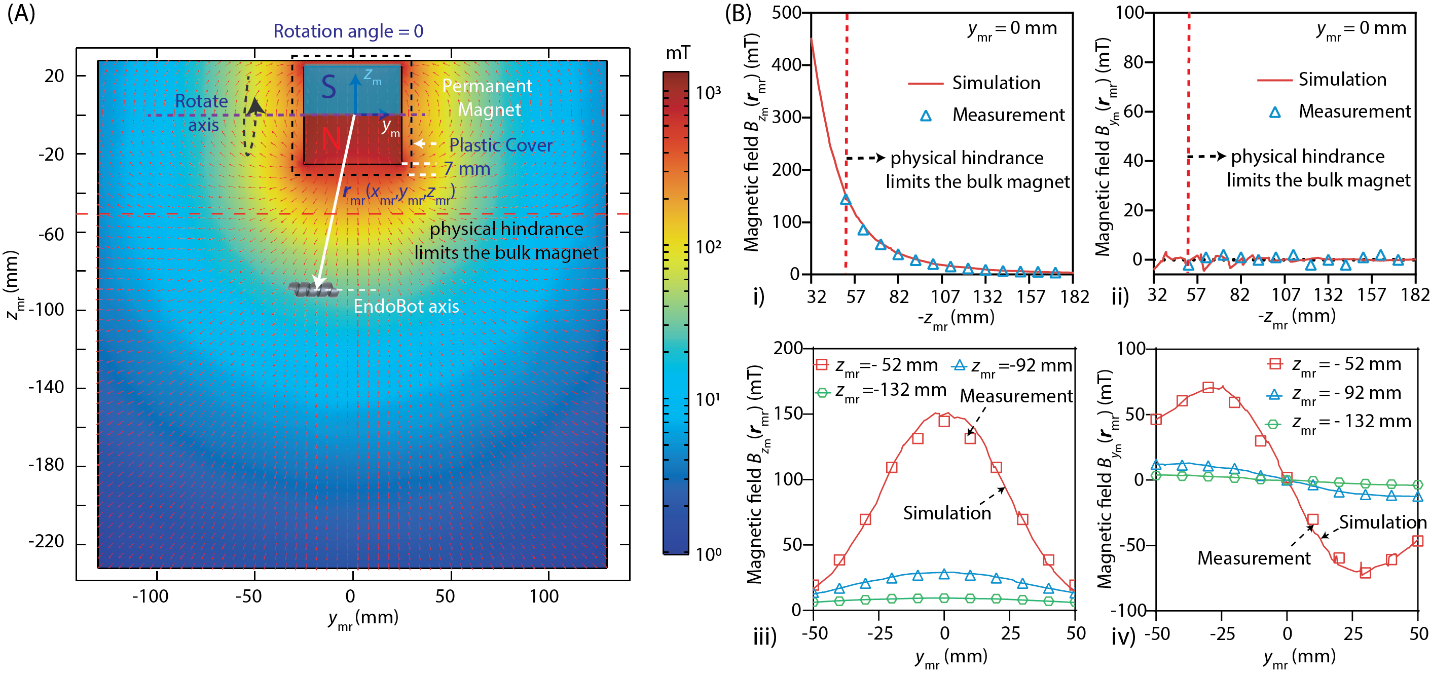 (A)
Rotation angle = 0
mT
20
-20
-60
-100
-140
-180
-220
z_mr (mm)
S
z_m
Permanent
Magnet
Rotate
axis
y_m
N
Plastic Cover
7 mm
r_mr(x_mr,y_mr,z_mr)
physical hindrance
limits the bulk magnet
EndoBot axis
-100
-50
0
50
100
y_mr (mm)
10³
10²
10¹
10⁰
(B)
Magnetic field B_zm (r_mr) (mT)
500
400
300
200
100
0
y_mr = 0 mm
Simulation
Measurement
physical hindrance
limits the bulk magnet
32 57 82 107 132 157 182
i)
-z_mr (mm)
Magnetic field B_ym (r_mr) (mT)
100
80
60
40
20
0
y_mr = 0 mm
Simulation
Measurement
physical hindrance
limits the bulk magnet
32 57 82 107 132 157 182
ii)
-z_mr (mm)
Magnetic field B_zm (r_mr) (mT)
200
150
100
50
0
z_mr = - 52 mm
z_mr = -92 mm
z_mr = -132 mm
Measurement
Simulation
-50 -25 0 25 50
iii)
y_mr (mm)
Magnetic field B_ym (r_mr) (mT)
100
50
0
-50
-100
z_mr = - 52 mm
z_mr = - 92 mm
z_mr = - 132 mm
Simulation
Measurement
-50 -25 0 25 50
iv)
y_mr (mm)